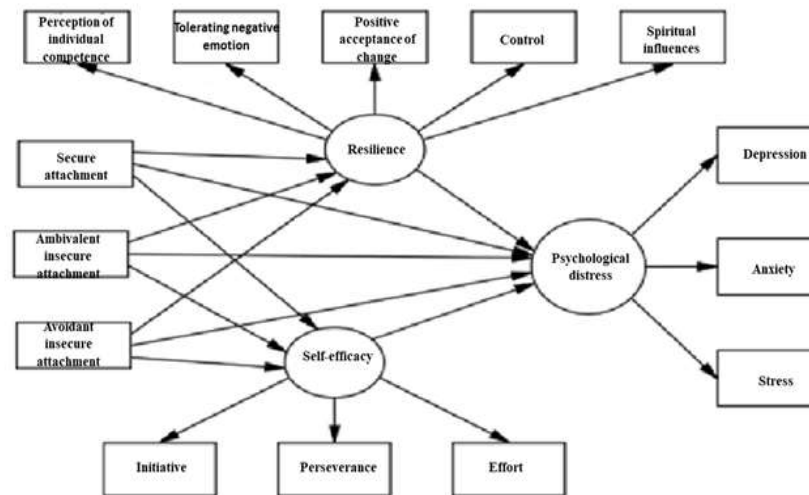 Perception of
individual
competence
Tolerating negative
emotion
Positive
acceptance of
change
Control
Spiritual
influences
Resilience
Secure
attachment
Depression
Ambivalent
insecure
attachment
Psychological
distress
Anxiety
Avoidant
insecure
attachment
Self-efficacy
Stress
Initiative
Perseverance
Effort